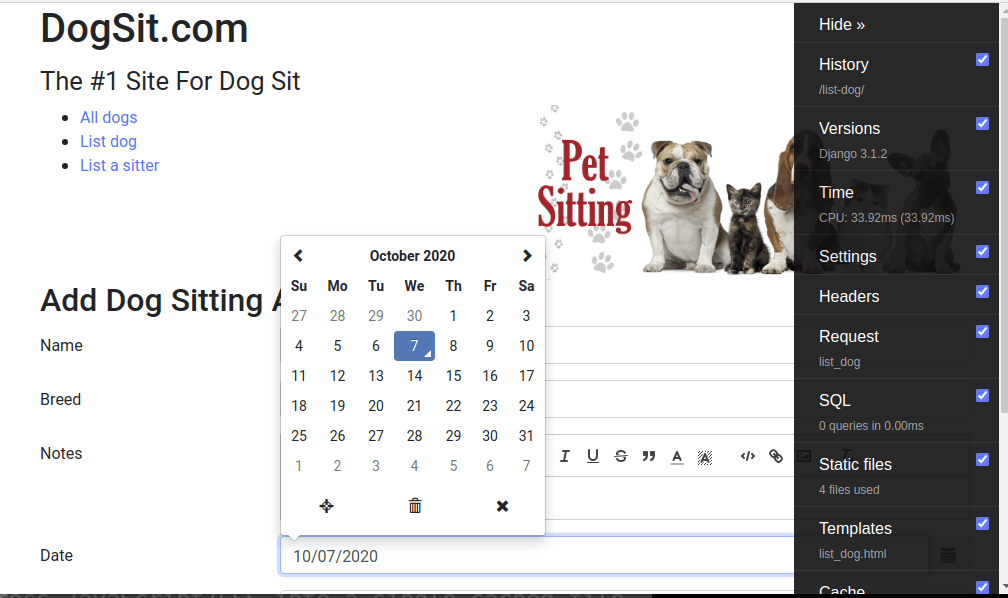 DogSit.com
The #1 Site For Dog Sit
All dogs
List dog
List a sitter
Pet
Sitting
Add Dog Sitting A
Name
Breed
Notes
Date
October 2020
Su Mo Tu We Th Fr Sa
27 28 29 30 1 2 3
4 5 6 7 8 9 10
11 12 13 14 15 16 17
18 19 20 21 22 23 24
25 26 27 28 29 30 31
1 2 3 4 5 6 7
I U S A A
10/07/2020
Hide »
History
/list-dog/
Versions
Django 3.1.2
Time
CPU: 33.92ms (33.92ms)
Settings
Headers
Request
list_dog
SQL
0 queries in 0.00ms
Static files
4 files used
Templates
list_dog.html
Cache